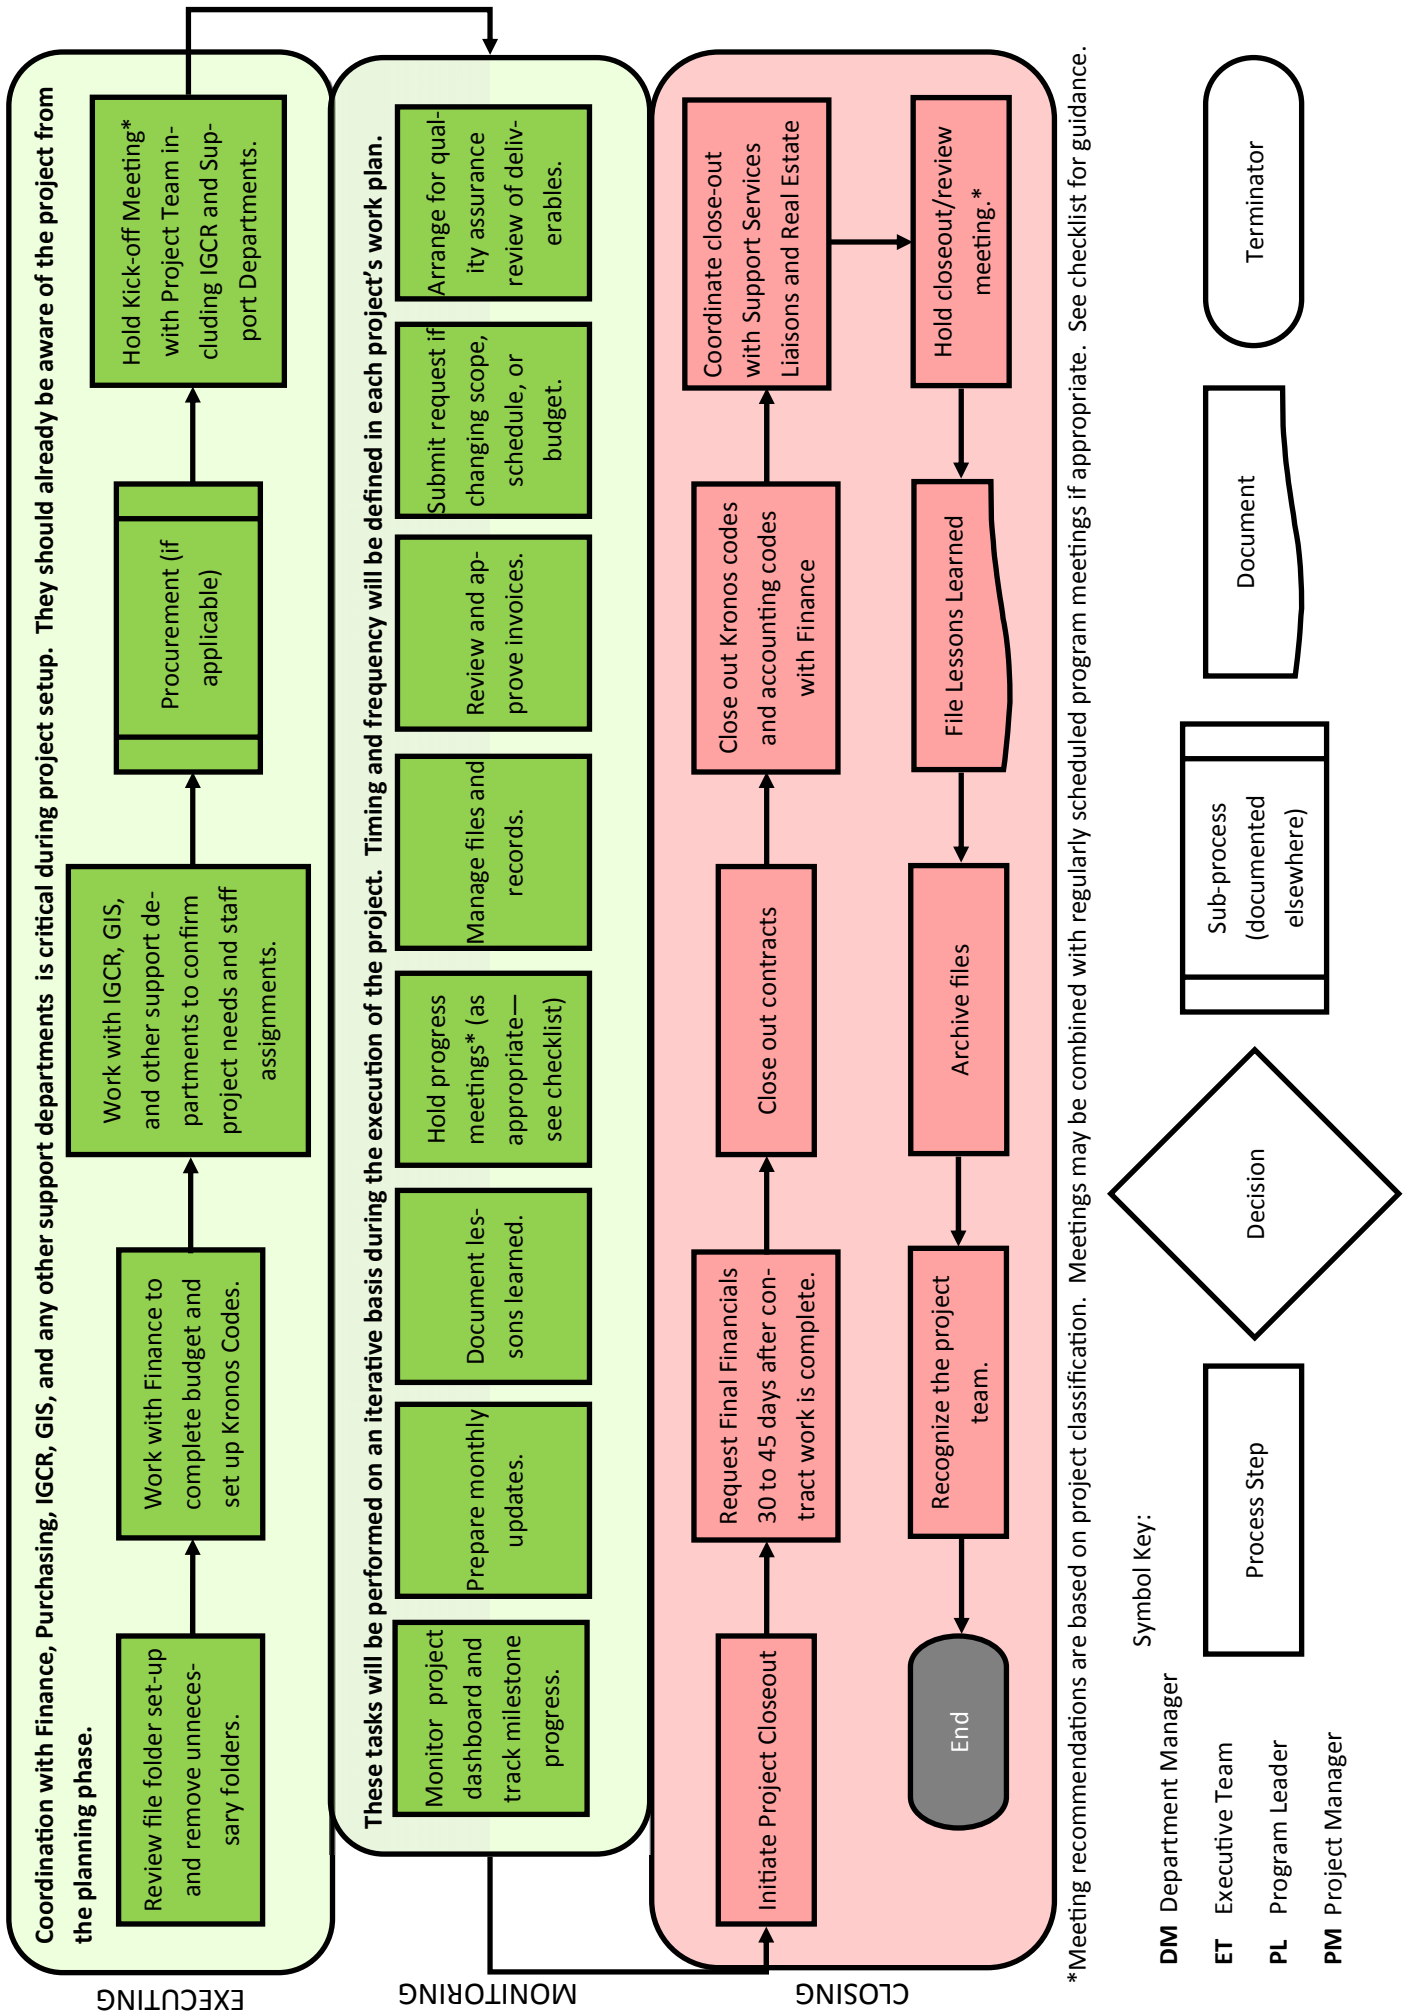 EXECUTING
Coordination with Finance, Purchasing, IGCR, GIS, and any other support departments is critical during project setup. They should already be aware of the project from
the planning phase.
Review file folder set-up
and remove unneces-
sary folders.
Work with Finance to
complete budget and
set up Kronos Codes.
Work with IGCR, GIS,
and other support de-
partments to confirm
project needs and staff
assignments.
Procurement (if
applicable)
Hold Kick-off Meeting*
with Project Team in-
cluding IGCR and Sup-
port Departments.
MONITORING
These tasks will be performed on an iterative basis during the execution of the project. Timing and frequency will be defined in each project's work plan.
Monitor project
dashboard and
track milestone
progress.
Prepare monthly
updates.
Document les-
sons learned.
Hold progress
meetings* (as
appropriate—
see checklist)
Manage files and
records.
Review and ap-
prove invoices.
Submit request if
changing scope,
schedule, or
budget.
Arrange for qual-
ity assurance
review of deliv-
erables.
CLOSING
Initiate Project Closeout
Request Final Financials
30 to 45 days after con-
tract work is complete.
Close out contracts
Close out Kronos codes
and accounting codes
with Finance
Coordinate close-out
with Support Services
Liaisons and Real Estate
Hold closeout/review
meeting.*
File Lessons Learned
Archive files
Recognize the project
team.
End
*Meeting recommendations are based on project classification. Meetings may be combined with regularly scheduled program meetings if appropriate. See checklist for guidance.
DM Department Manager
ET Executive Team
PL Program Leader
PM Project Manager
Symbol Key:
Process Step
Decision
Sub-process
(documented
elsewhere)
Document
Terminator